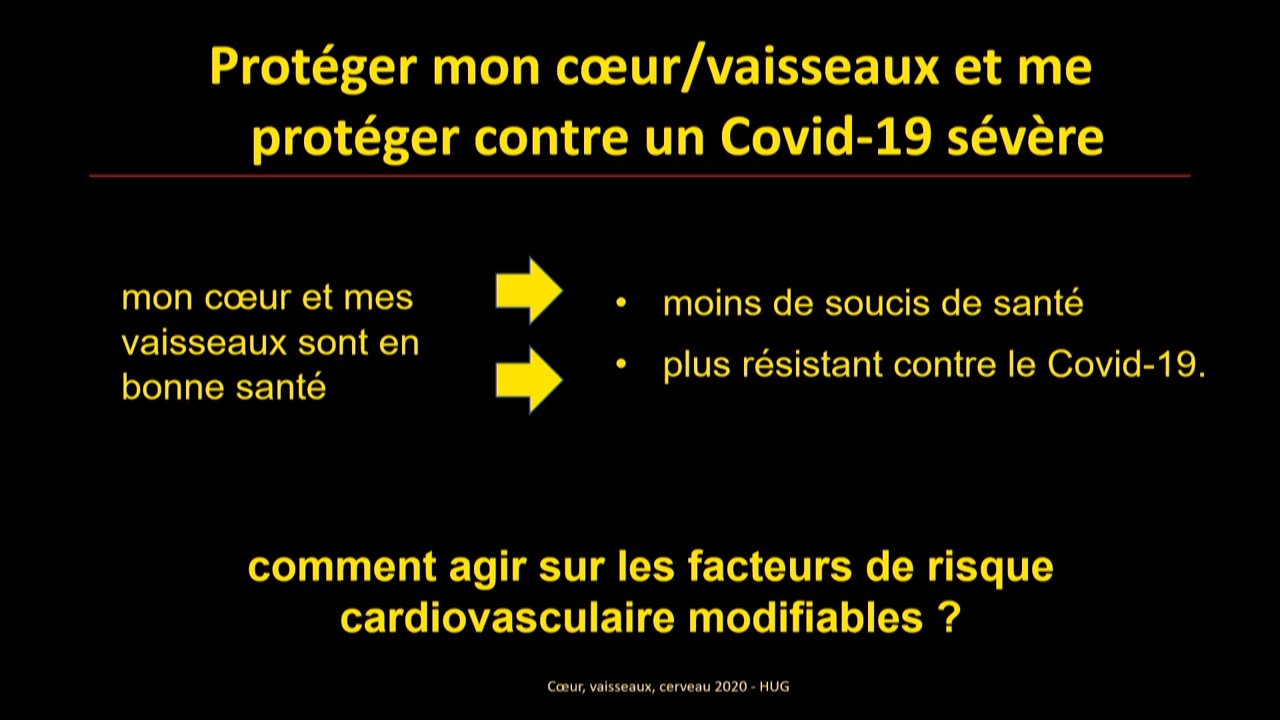 Protéger mon cœur/vaisseaux et me
protéger contre un Covid-19 sévère
mon cœur et mes
vaisseaux sont en
bonne santé
• moins de soucis de santé
• plus résistant contre le Covid-19.
comment agir sur les facteurs de risque
cardiovasculaire modifiables ?
Cœur, vaisseaux, cerveau 2020 - HUG